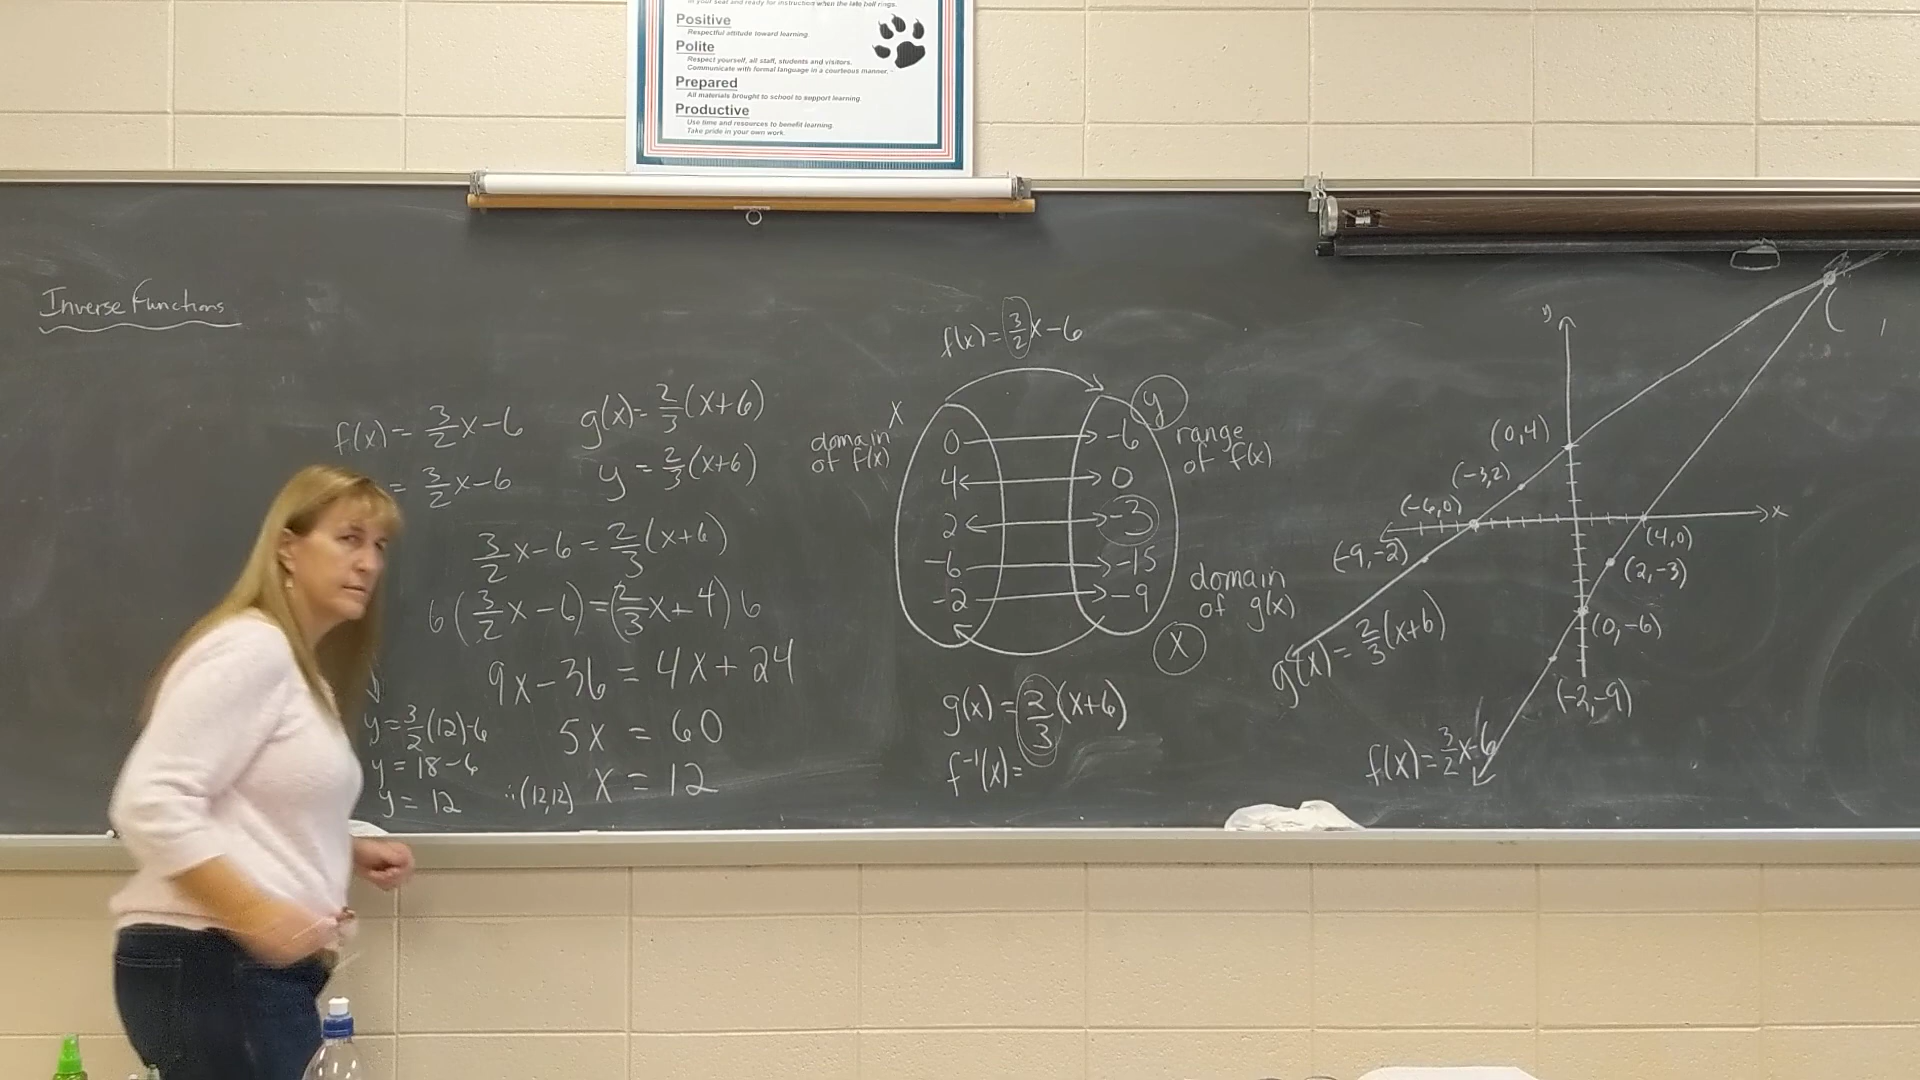 in your seat and ready for instruction when the late bell rings.
Positive
Respectful attitude toward learning.
Polite
Respect yourself, all staff, students and visitors.
Communicate with formal language in a courteous manner.
Prepared
All materials brought to school to support learning.
Productive
Use time and resources to benefit learning.
Take pride in your own work.
STAR
Inverse Functions
f(x) = 3/2 x - 6
= 3/2 x - 6
g(x) = 2/3 (x+6)
y = 2/3 (x+6)
3/2 x - 6 = 2/3 (x+6)
6(3/2 x - 6) = (2/3 x + 4)6
9x - 36 = 4x + 24
5x = 60
x = 12
y = 3/2 (12) - 6
y = 18 - 6
y = 12
∴ (12,12)
f(x) = 3/2 x - 6
x
y
domain of f(x)
range of f(x)
0 → -6
4 ↔ 0
2 ↔ -3
-6 → -15
-2 → -9
domain of g(x)
x
g(x) = 2/3 (x+6)
f⁻¹(x) =
y
(
(0,4)
(-3,2)
(-6,0)
x
(-9,-2)
(4,0)
(2,-3)
(0,-6)
(-2,-9)
g(x) = 2/3 (x+6)
f(x) = 3/2 x - 6